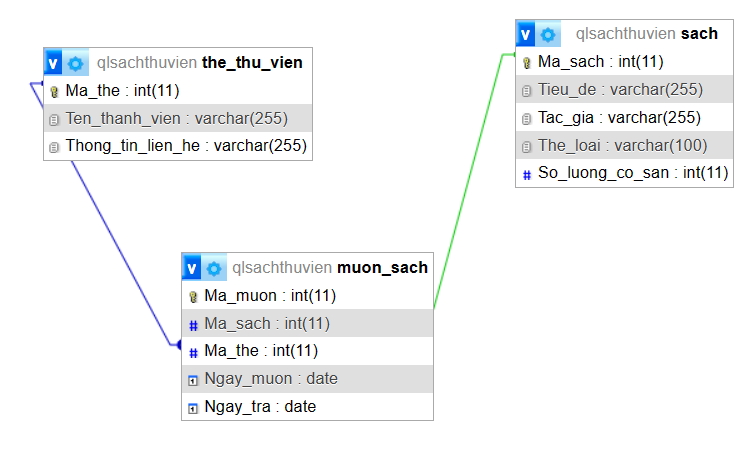 v qlsachthuvien the_thu_vien
Ma_the : int(11)
Ten_thanh_vien : varchar(255)
Thong_tin_lien_he : varchar(255)
v qlsachthuvien sach
Ma_sach : int(11)
Tieu_de : varchar(255)
Tac_gia : varchar(255)
The_loai : varchar(100)
# So_luong_co_san : int(11)
v qlsachthuvien muon_sach
Ma_muon : int(11)
# Ma_sach : int(11)
# Ma_the : int(11)
Ngay_muon : date
Ngay_tra : date